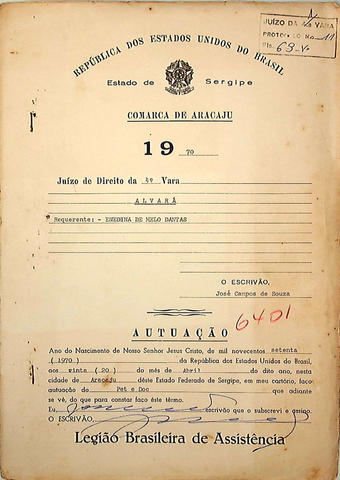 JUÍZO DA 4a VARA
PROTOCOLO No. 11
Fls. 69-V
REPÚBLICA DOS ESTADOS UNIDOS DO BRASIL
Estado de Sergipe
COMARCA DE ARACAJU
19 70
Juízo de Direito da 4ª Vara
ALVARÁ
Requerente: - ENEDINA DE MELO DANTAS
O ESCRIVÃO,
José Campos de Souza
6401
AUTUAÇÃO
Ano do Nascimento de Nosso Senhor Jesus Cristo, de mil novecentos setenta
( 1970 ) da República dos Estados Unidos do Brasil,
aos vinte ( 20 ) do mês de Abril do dito ano, nesta
cidade de Aracaju dêste Estado Federado de Sergipe, em meu cartório, faço
autuação do Pet e Doc que adiante
se vê, do que para constar faço êste têrmo.
Eu, escrivão que o subscrevi e assino.
O ESCRIVÃO,
Legião Brasileira de Assistência